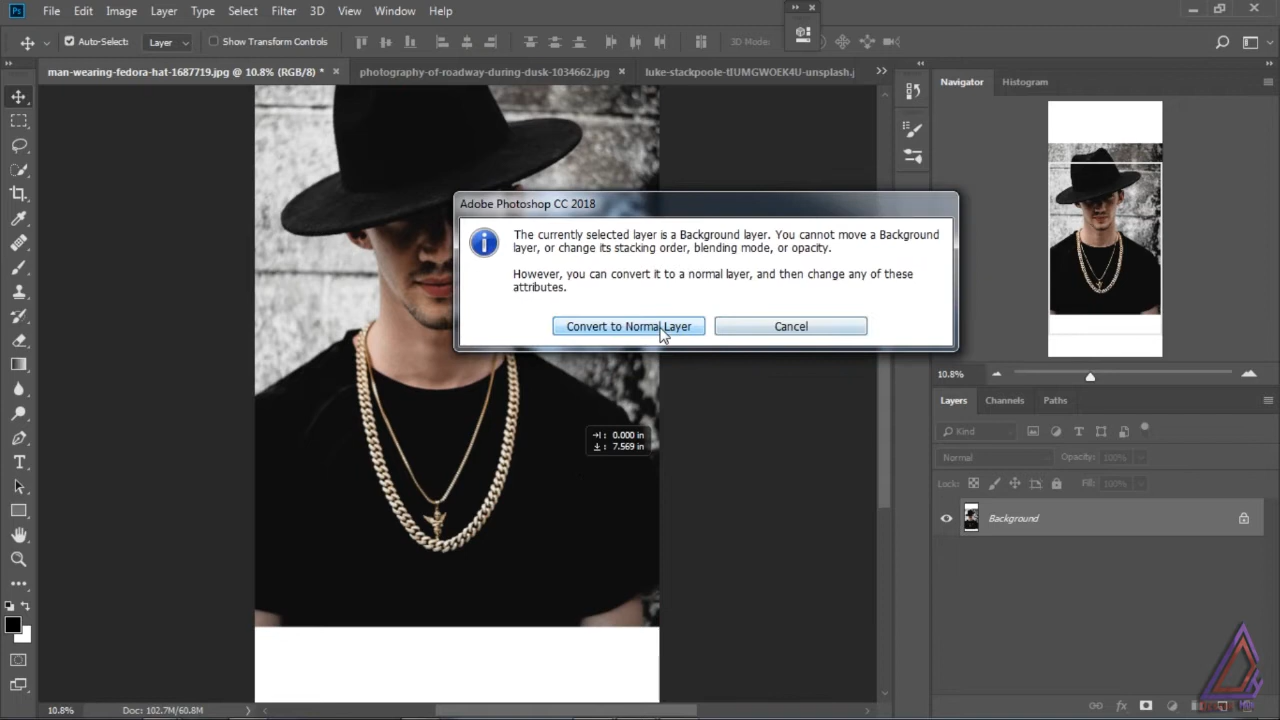 Ps File Edit Image Layer Type Select Filter 3D View Window Help
Auto-Select: Layer Show Transform Controls 3D Mode:
man-wearing-fedora-hat-1687719.jpg @ 10.8% (RGB/8) *
photography-of-roadway-during-dusk-1034662.jpg
luke-stackpoole-tIUMGWOEK4U-unsplash.j
Navigator Histogram
Adobe Photoshop CC 2018
The currently selected layer is a Background layer. You cannot move a Background
layer, or change its stacking order, blending mode, or opacity.
However, you can convert it to a normal layer, and then change any of these
attributes.
Convert to Normal Layer Cancel
10.8%
Layers Channels Paths
Kind
Normal Opacity: 100%
Lock: Fill: 100%
Background
0.000 in
7.569 in
10.8% Doc: 102.7M/60.8M